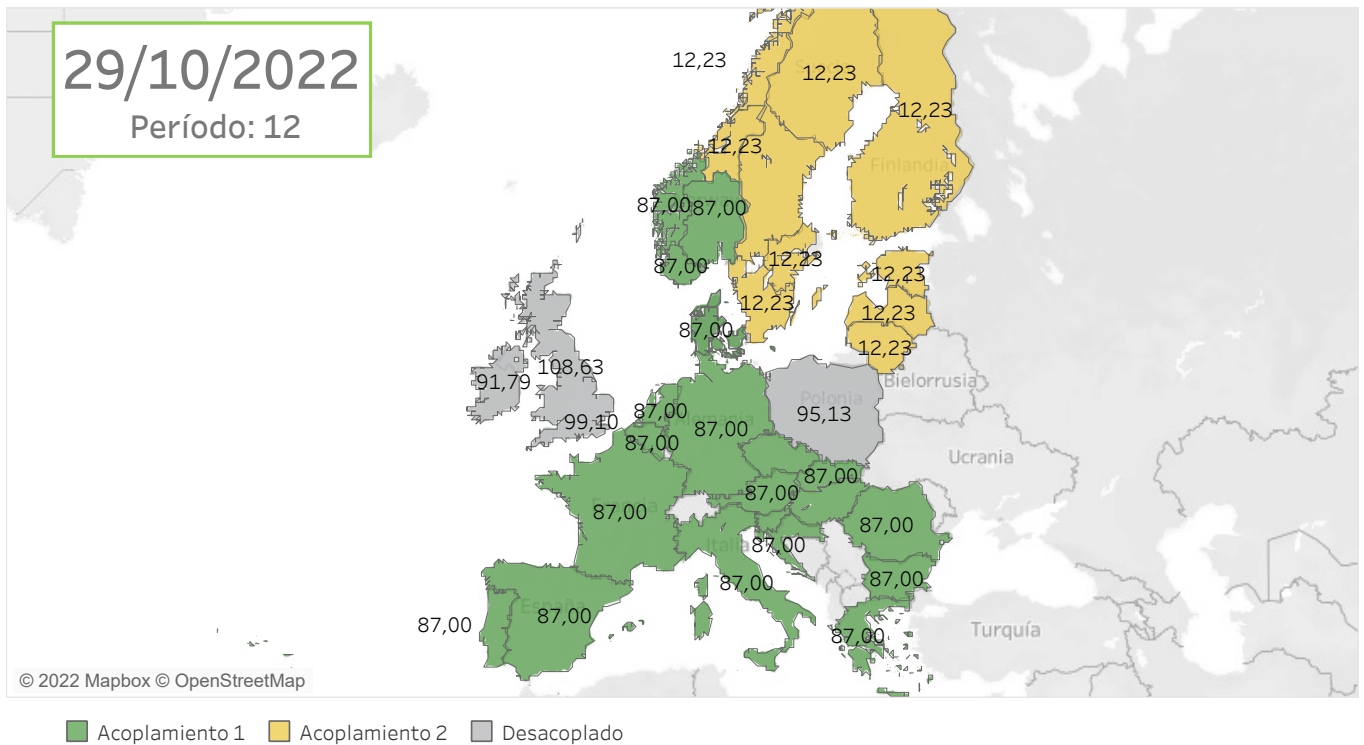 29/10/2022
Período: 12
12,23
12,23
12,23
12,23
Finlandia
87,00
87,00
87,00
12,23
12,23
12,23
12,23
12,23
87,00
91,79
108,63
99,10
Polonia
95,13
Bielorrusia
87,00
Alemania
87,00
87,00
Ucrania
87,00
87,00
Francia
87,00
87,00
Italia
87,00
87,00
87,00
España
87,00
87,00
87,00
Turquía
© 2022 Mapbox © OpenStreetMap
Acoplamiento 1 Acoplamiento 2 Desacoplado